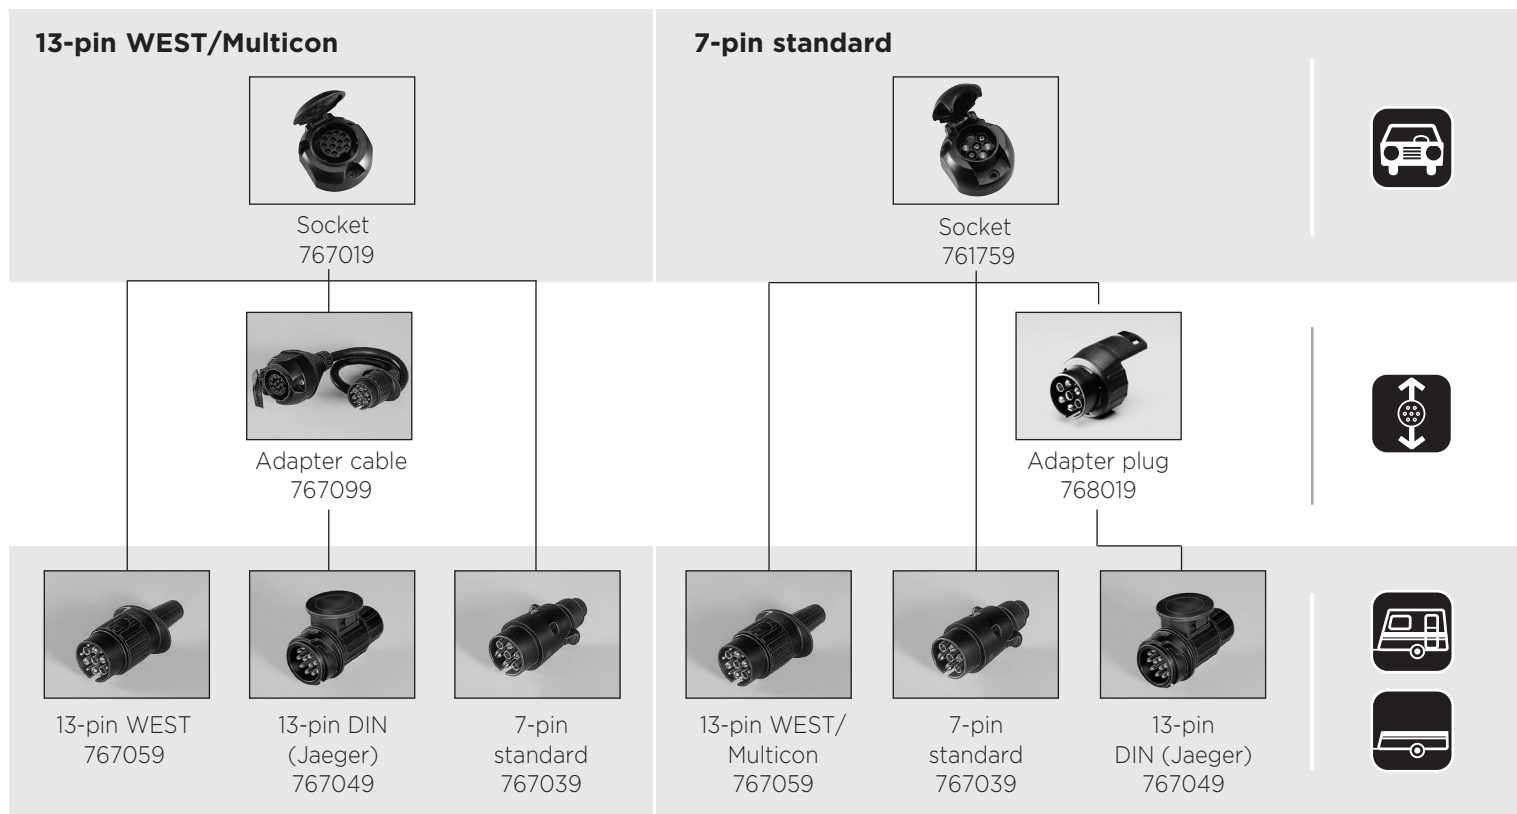 13-pin WEST/Multicon
7-pin standard
Socket
767019
Socket
761759
Adapter cable
767099
Adapter plug
768019
13-pin WEST
767059
13-pin DIN
(Jaeger)
767049
7-pin
standard
767039
13-pin WEST/
Multicon
767059
7-pin
standard
767039
13-pin
DIN (Jaeger)
767049